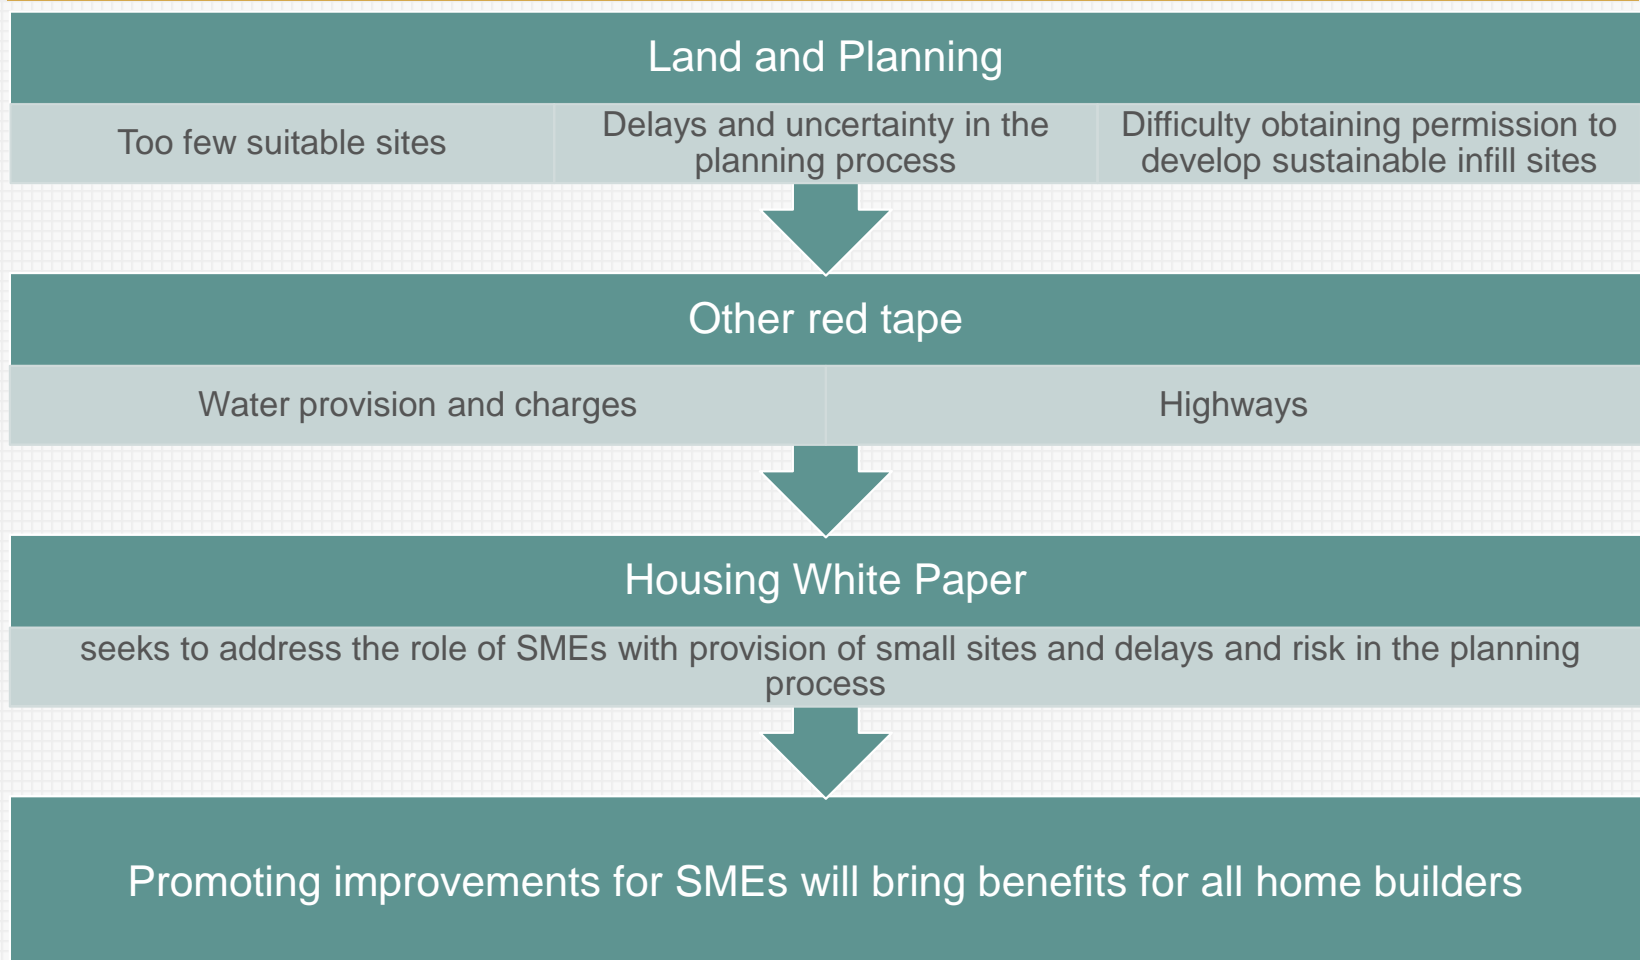 Land and Planning
Too few suitable sites
Delays and uncertainty in the
planning process
Difficulty obtaining permission to
develop sustainable infill sites
Other red tape
Water provision and charges
Highways
Housing White Paper
seeks to address the role of SMEs with provision of small sites and delays and risk in the planning
process
Promoting improvements for SMEs will bring benefits for all home builders